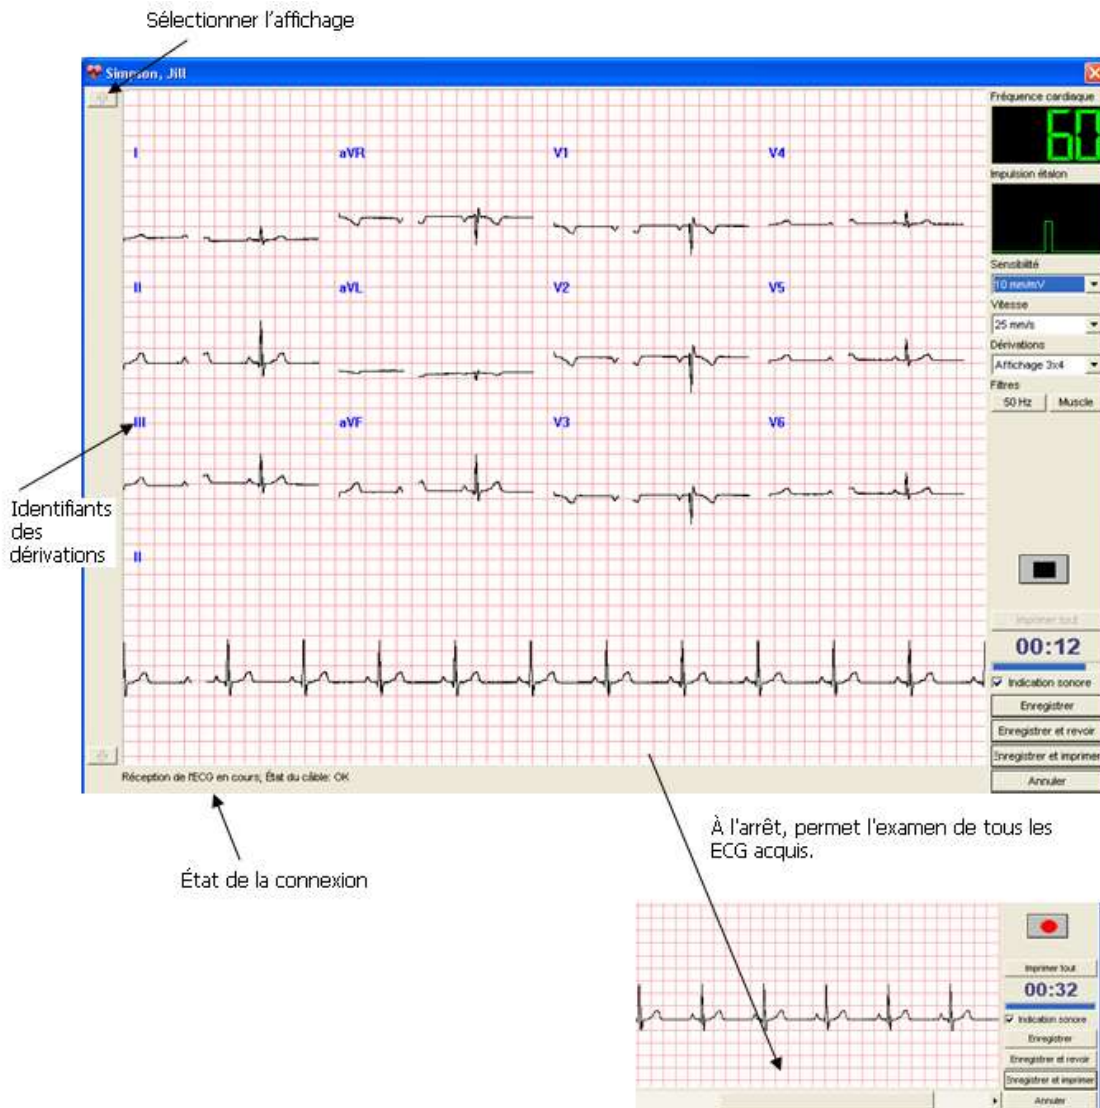 Sélectionner l'affichage
Simpson, Jill
Fréquence cardiaque
60
Impulsion étalon
Sensibilité
10 mm/mV
Vitesse
25 mm/s
Dérivations
Affichage 3x4
Filtres
50 Hz
Muscle
I
aVR
V1
V4
II
aVL
V2
V5
III
aVF
V3
V6
II
Identifiants
des
dérivations
Imprimer tout
00:12
Indication sonore
Enregistrer
Enregistrer et revoir
Enregistrer et imprimer
Annuler
Réception de l'ECG en cours; État du câble: OK
État de la connexion
À l'arrêt, permet l'examen de tous les
ECG acquis.
Imprimer tout
00:32
Indication sonore
Enregistrer
Enregistrer et revoir
Enregistrer et imprimer
Annuler